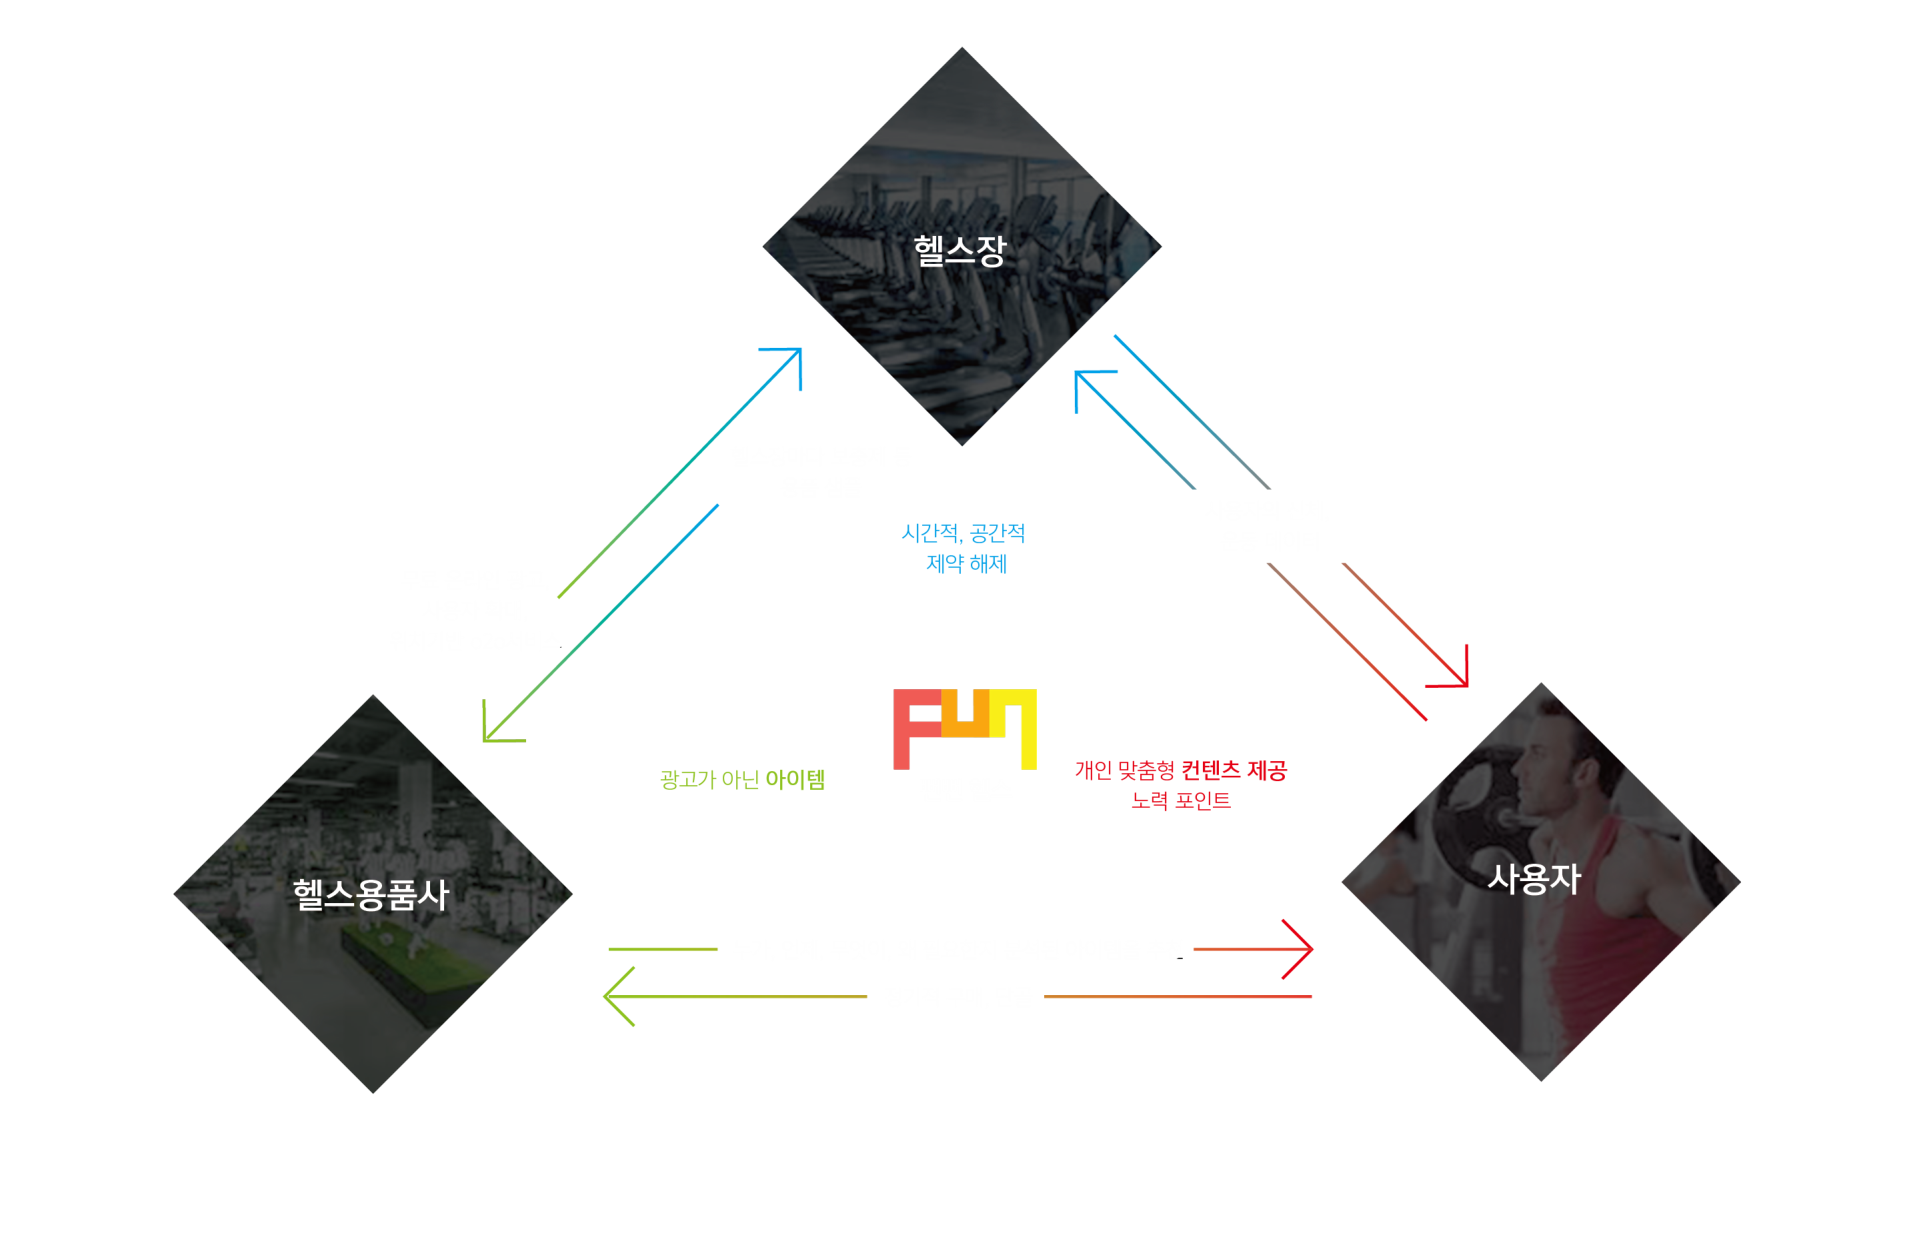 헬스장
시간적, 공간적
제약 해제
FUN
광고가 아닌 아이템
개인 맞춤형 컨텐츠 제공
노력 포인트
헬스용품사
사용자